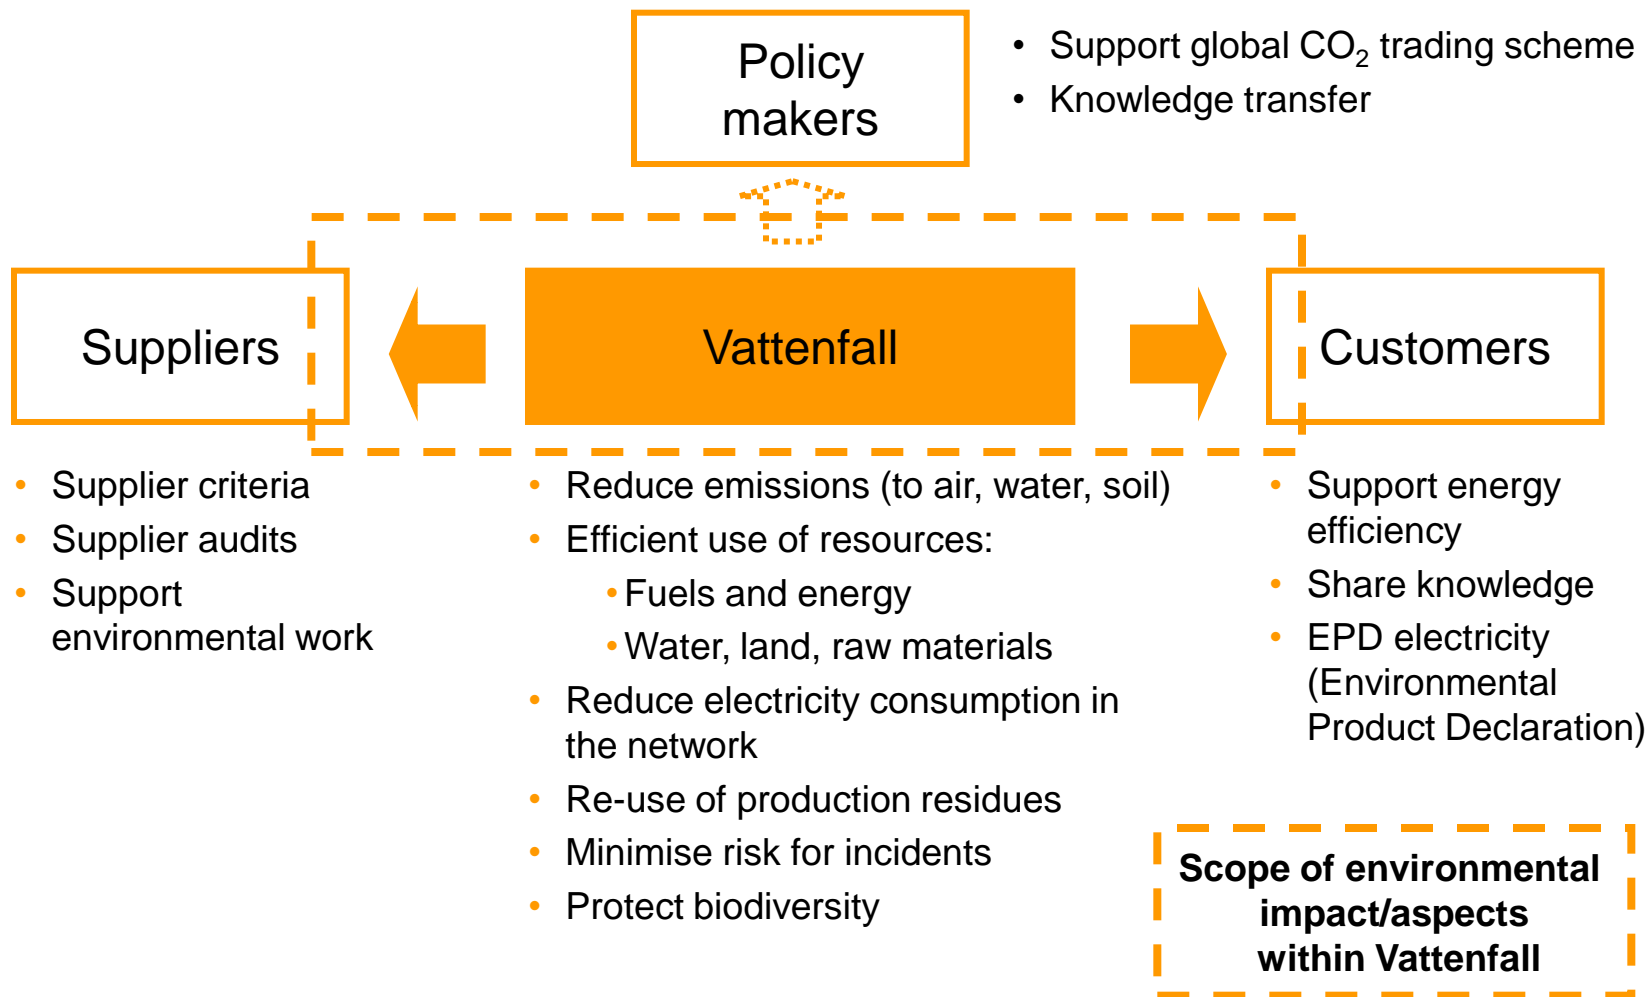 Policy
makers
• Support global CO₂ trading scheme
• Knowledge transfer
Suppliers
Vattenfall
Customers
• Supplier criteria
• Supplier audits
• Support
environmental work
• Reduce emissions (to air, water, soil)
• Efficient use of resources:
• Fuels and energy
• Water, land, raw materials
• Reduce electricity consumption in
the network
• Re-use of production residues
• Minimise risk for incidents
• Protect biodiversity
• Support energy
efficiency
• Share knowledge
• EPD electricity
(Environmental
Product Declaration)
Scope of environmental
impact/aspects
within Vattenfall